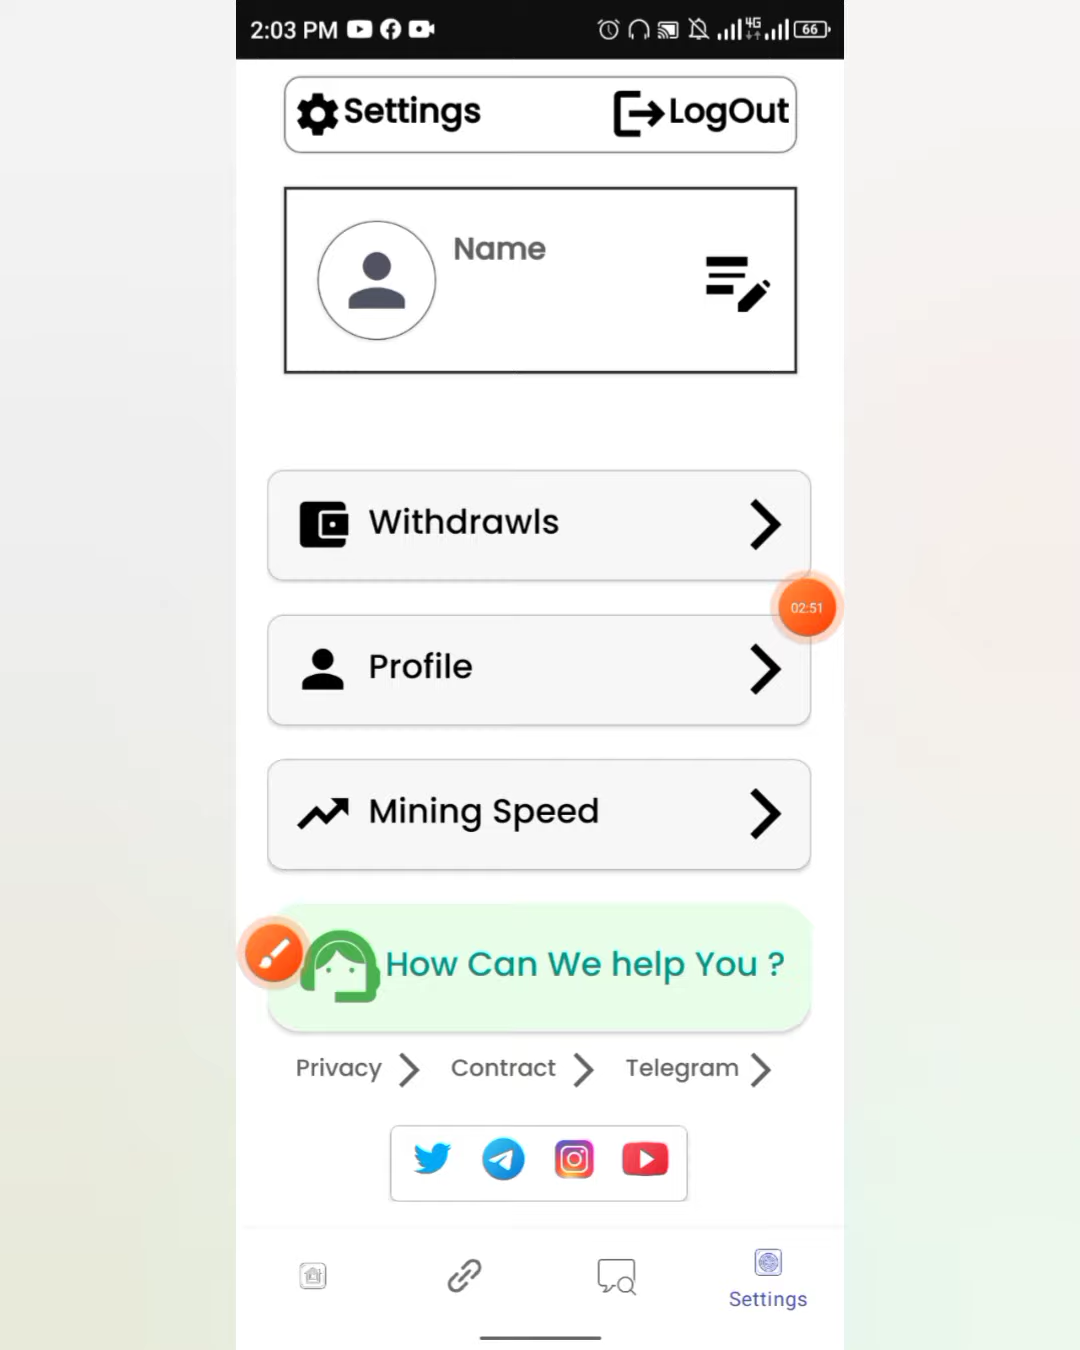 2:03 PM 4G 66
Settings LogOut
Name
Withdrawls
02:51
Profile
Mining Speed
How Can We help You ?
Privacy Contract Telegram
Settings